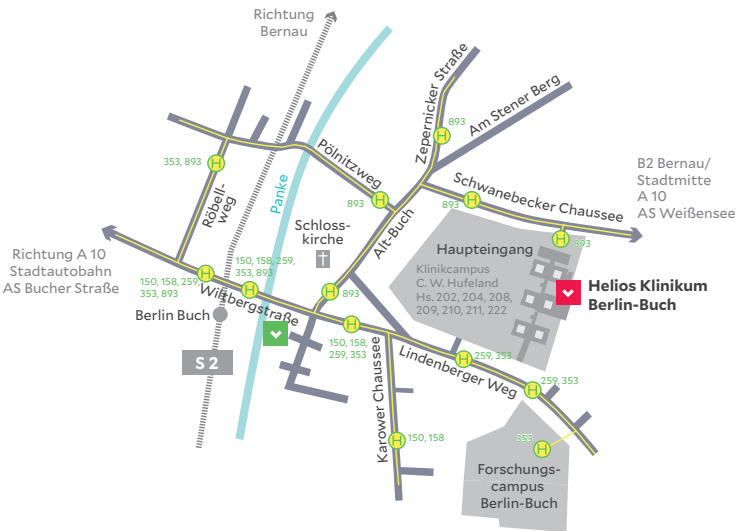 Richtung
Bernau
Zepernicker Straße
893
Am Stener Berg
Pölnitzweg
353, 893
Röbell-
weg
Panke
893
893
Schwanebecker Chaussee
B2 Bernau/
Stadtmitte
A 10
AS Weißensee
Schloss-
kirche
Alt-Buch
893
Haupteingang
Richtung A 10
Stadtautobahn
AS Bucher Straße
150, 158, 259,
353, 893
150, 158, 259,
353, 893
Klinikcampus
C. W. Hufeland
Hs. 202, 204, 208,
209, 210, 211, 222
Helios Klinikum
Berlin-Buch
893
Wiltbergstraße
Berlin Buch
S 2
150, 158,
259, 353
Karower Chaussee
Lindenberger Weg
259, 353
259, 353
150, 158
353
Forschungs-
campus
Berlin-Buch
H
H
H
H
H
H
H
H
H
H
H
H
H